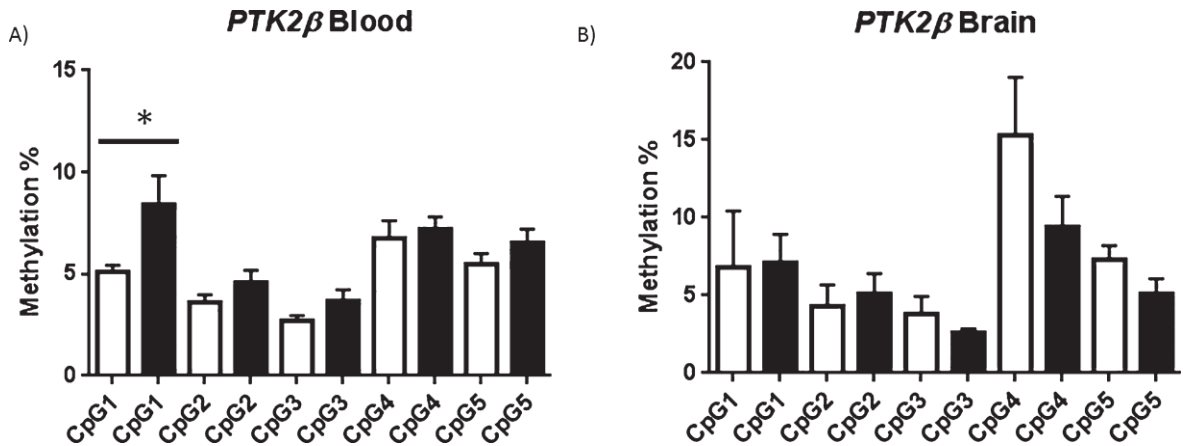 A)
PTK2β Blood
Methylation %
15
10
5
0
*
CpG1 CpG1 CpG2 CpG2 CpG3 CpG3 CpG4 CpG4 CpG5 CpG5
B)
PTK2β Brain
Methylation %
20
15
10
5
0
CpG1 CpG1 CpG2 CpG2 CpG3 CpG3 CpG4 CpG4 CpG5 CpG5